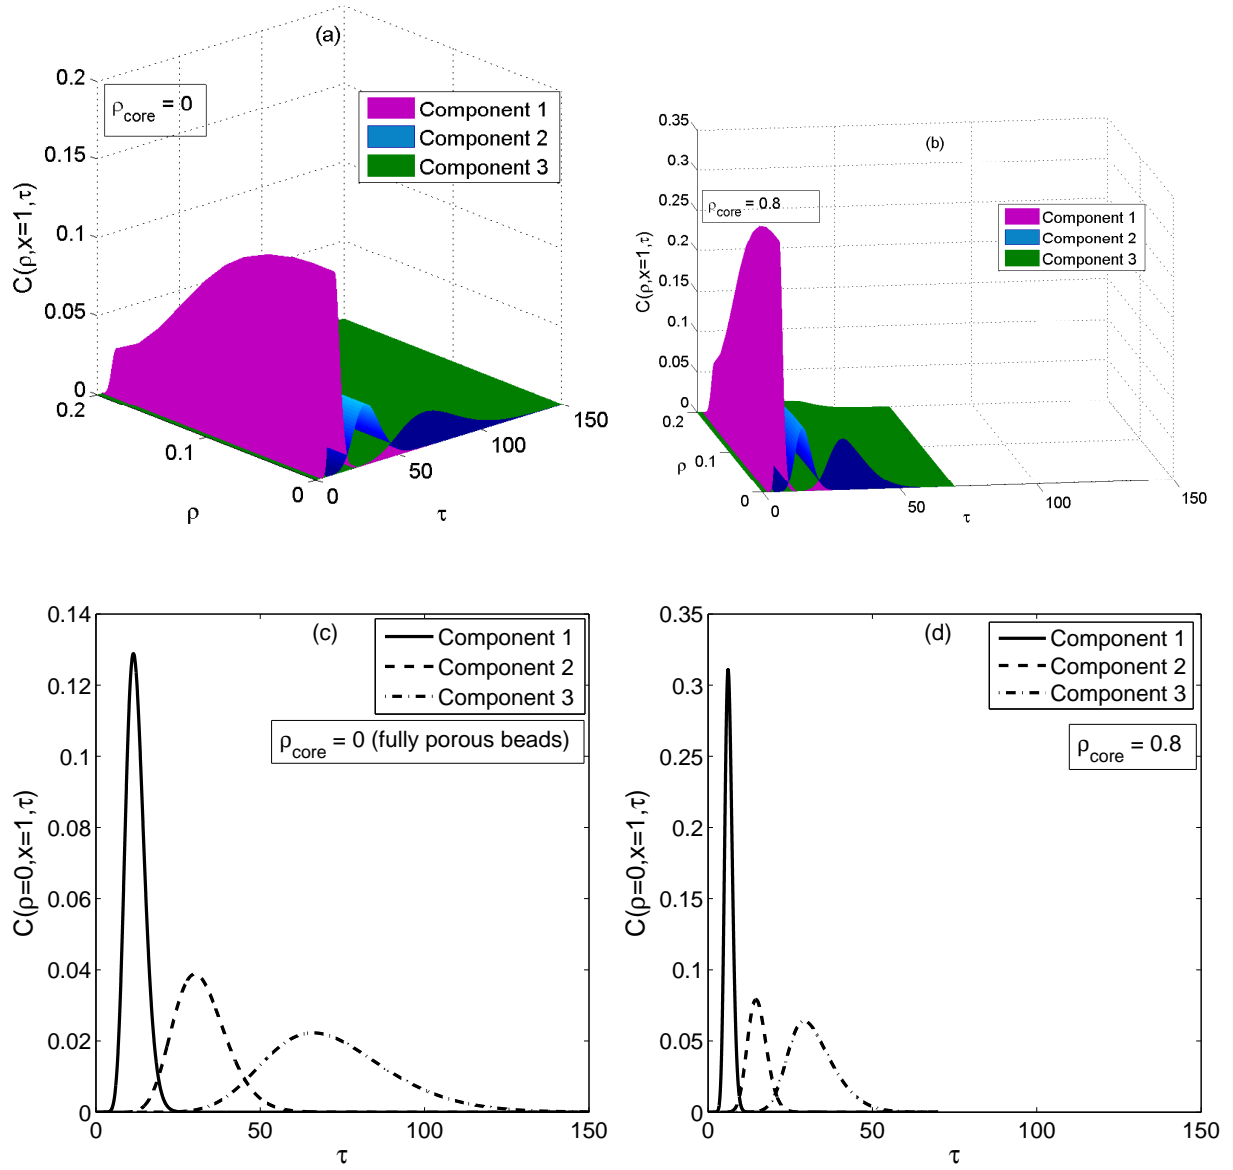 (a)
0.2
0.15
0.1
0.05
0
C(ρ,x=1,τ)
ρcore = 0
Component 1
Component 2
Component 3
0.2
0.1
0
ρ
0
50
100
150
τ
(b)
0.35
0.3
0.25
0.2
0.15
0.1
0.05
0
C(ρ,x=1,τ)
ρcore = 0.8
Component 1
Component 2
Component 3
0.2
0.1
0
ρ
0
50
100
150
τ
(c)
0.14
0.12
0.1
0.08
0.06
0.04
0.02
0
C(ρ=0,x=1,τ)
Component 1
Component 2
Component 3
ρcore = 0 (fully porous beads)
0 50 100 150
τ
(d)
0.35
0.3
0.25
0.2
0.15
0.1
0.05
0
C(ρ=0,x=1,τ)
Component 1
Component 2
Component 3
ρcore = 0.8
0 50 100 150
τ